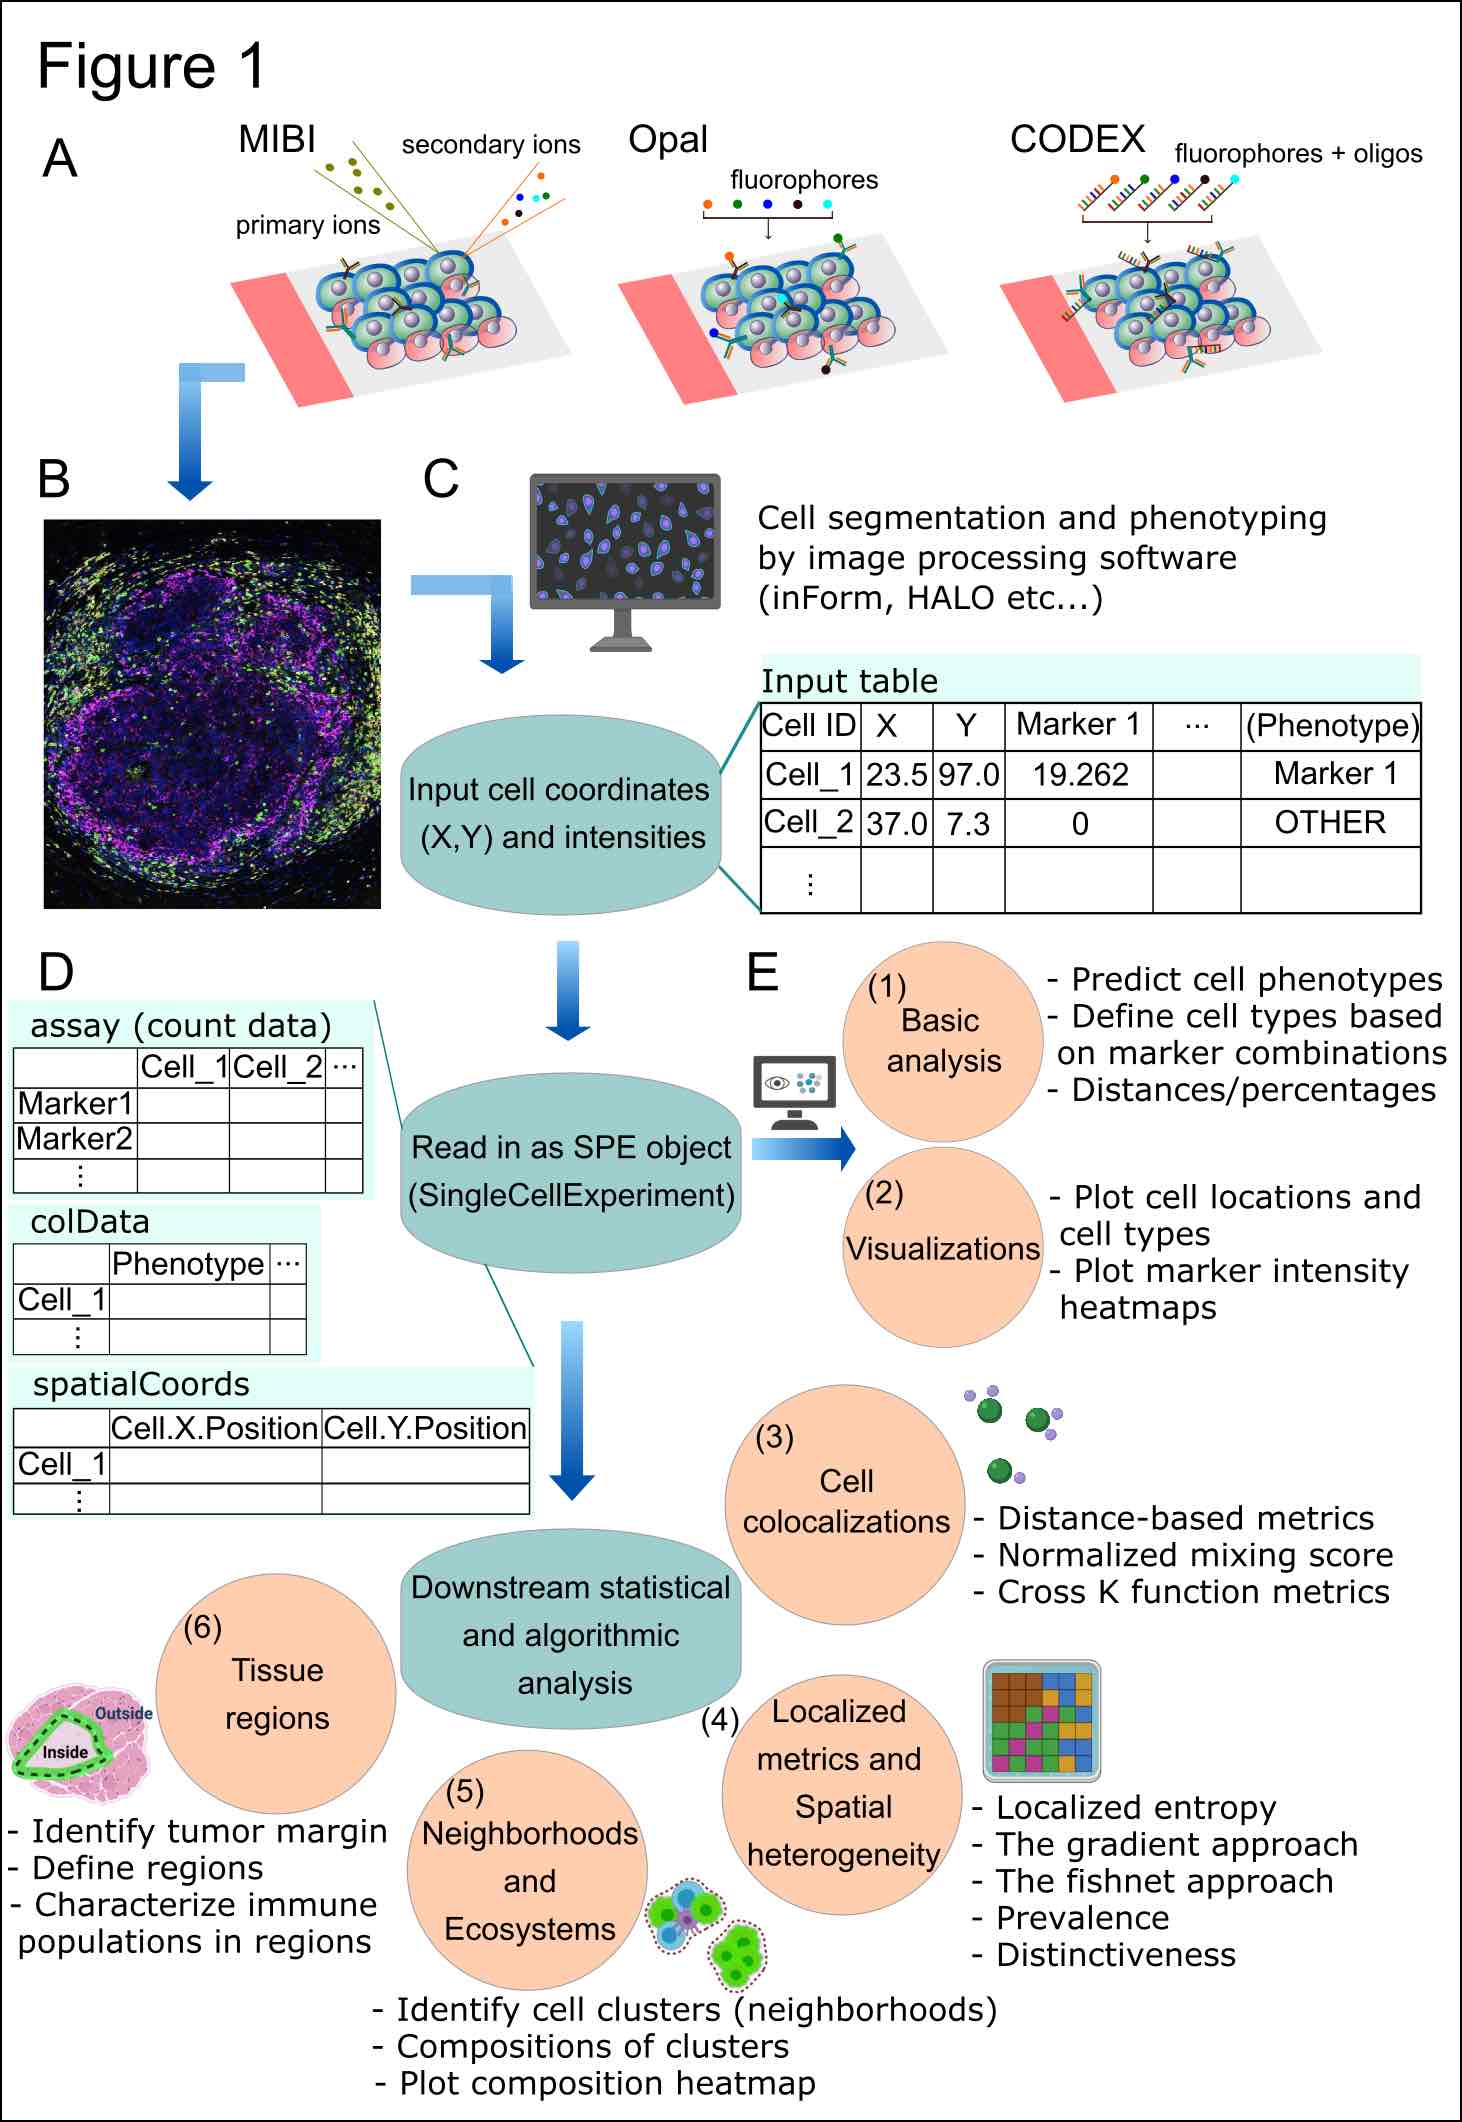 Figure 1
A
MIBI
secondary ions
primary ions
Opal
fluorophores
CODEX
fluorophores + oligos
B
C
Cell segmentation and phenotyping
by image processing software
(inForm, HALO etc...)
Input cell coordinates
(X,Y) and intensities
Input table
Cell ID X Y Marker 1 ... (Phenotype)
Cell_1 23.5 97.0 19.262 Marker 1
Cell_2 37.0 7.3 0 OTHER
⋮
D
assay (count data)
Cell_1 Cell_2 ...
Marker1
Marker2
⋮
colData
Phenotype ...
Cell_1
⋮
spatialCoords
Cell.X.Position Cell.Y.Position
Cell_1
⋮
Read in as SPE object
(SingleCellExperiment)
E
(1)
Basic
analysis
- Predict cell phenotypes
- Define cell types based
on marker combinations
- Distances/percentages
(2)
Visualizations
- Plot cell locations and
cell types
- Plot marker intensity
heatmaps
Downstream statistical
and algorithmic
analysis
(3)
Cell
colocalizations
- Distance-based metrics
- Normalized mixing score
- Cross K function metrics
(4)
Localized
metrics and
Spatial
heterogeneity
- Localized entropy
- The gradient approach
- The fishnet approach
- Prevalence
- Distinctiveness
(5)
Neighborhoods
and
Ecosystems
- Identify cell clusters (neighborhoods)
- Compositions of clusters
- Plot composition heatmap
(6)
Tissue
regions
Outside
Inside
- Identify tumor margin
- Define regions
- Characterize immune
populations in regions